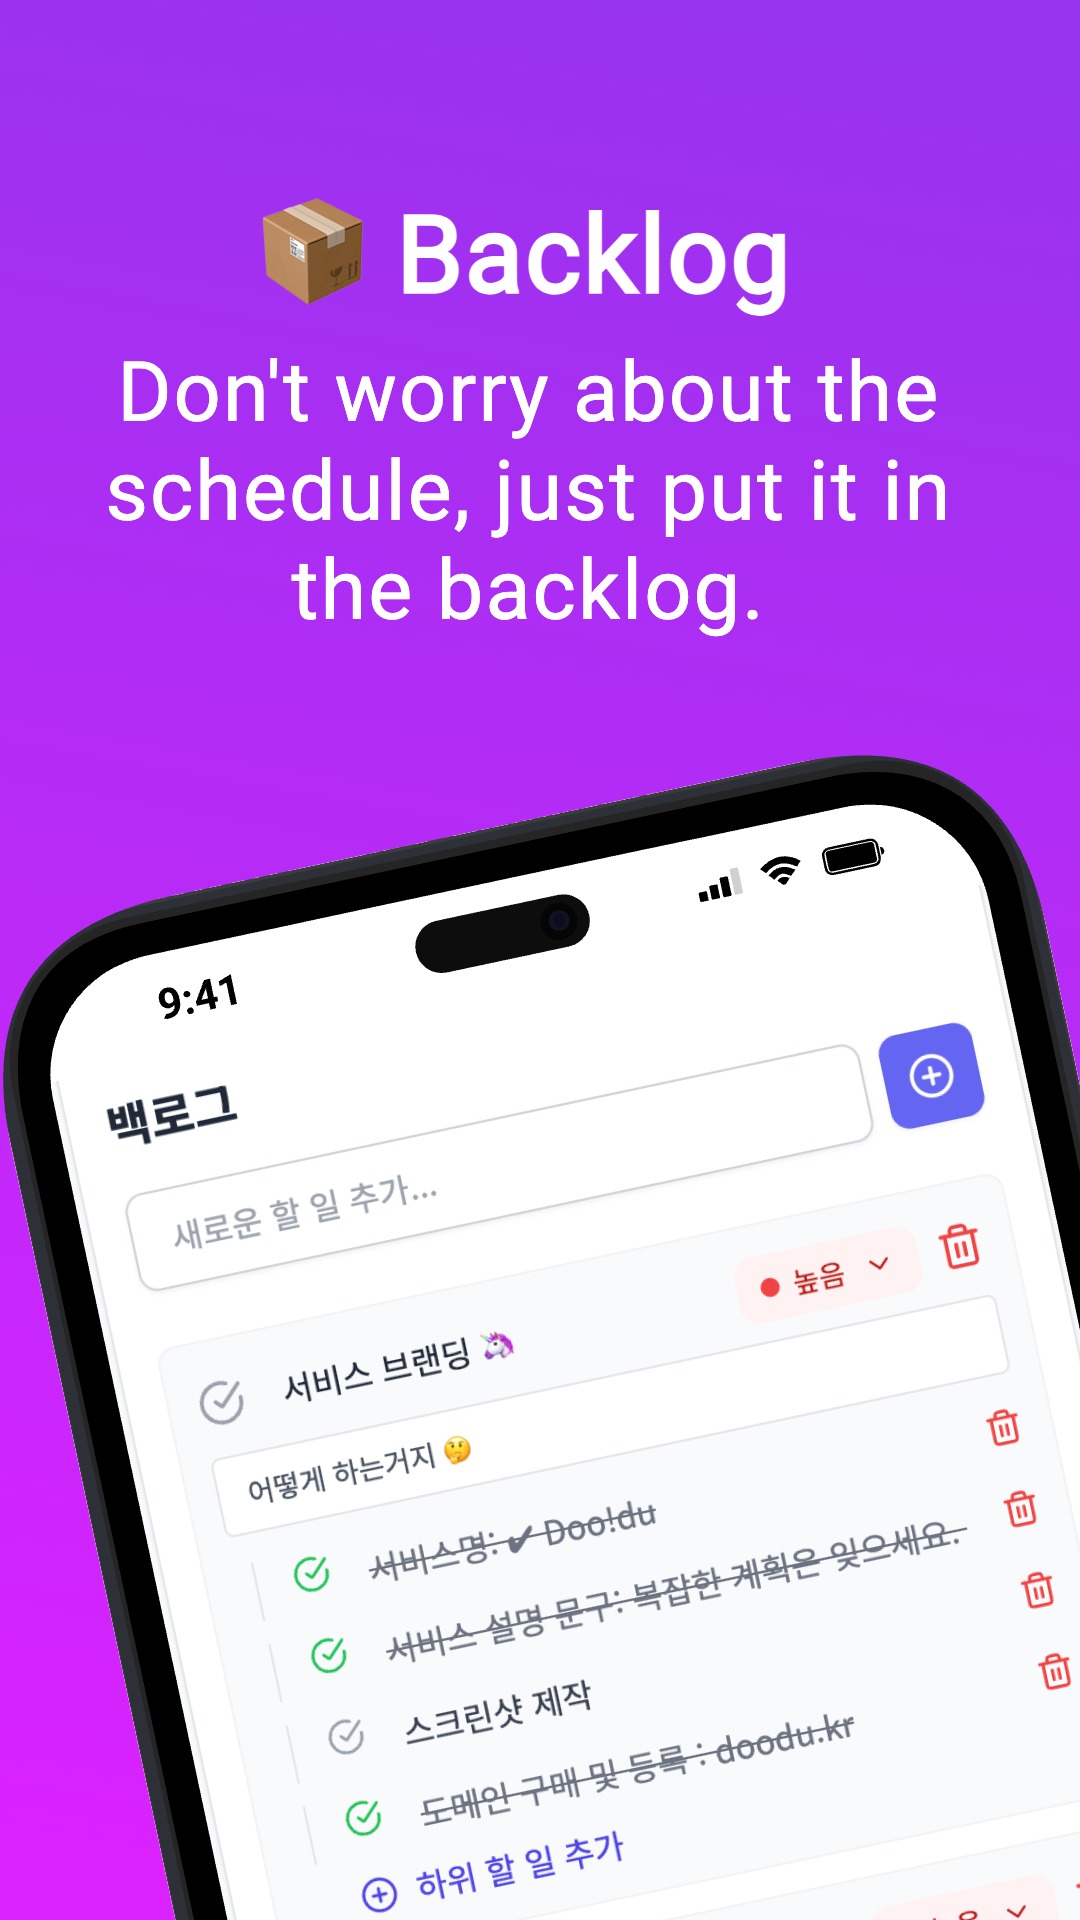 📦 Backlog
Don't worry about the
schedule, just put it in
the backlog.
9:41
백로그
새로운 할 일 추가...
높음
서비스 브랜딩 🦄
어떻게 하는거지 🤔
서비스명: ✔ Doo!du
서비스 설명 문구: 복잡한 계획은 잊으세요.
스크린샷 제작
도메인 구매 및 등록 : doodu.kr
하위 할 일 추가